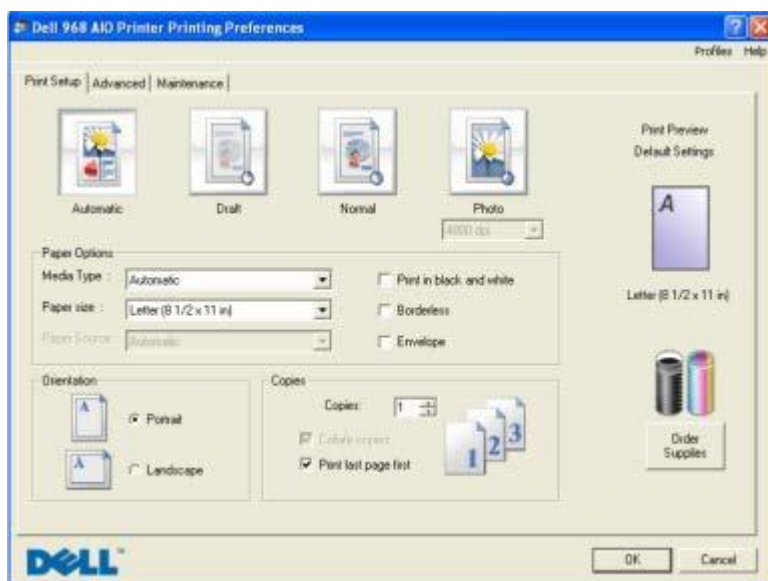 Dell 968 AIO Printer Printing Preferences
Profiles Help
Print Setup Advanced Maintenance
Automatic
Draft
Normal
Photo
4800 dpi
Print Preview
Default Settings
A
Letter (8 1/2 x 11 in)
Paper Options
Media Type : Automatic
Print in black and white
Paper size : Letter (8 1/2 x 11 in)
Borderless
Paper Source: Automatic
Envelope
Orientation
A
Portrait
A
Landscape
Copies
Copies: 1
Collate copies
Print last page first
1 2 3
Order
Supplies
DELL
OK
Cancel